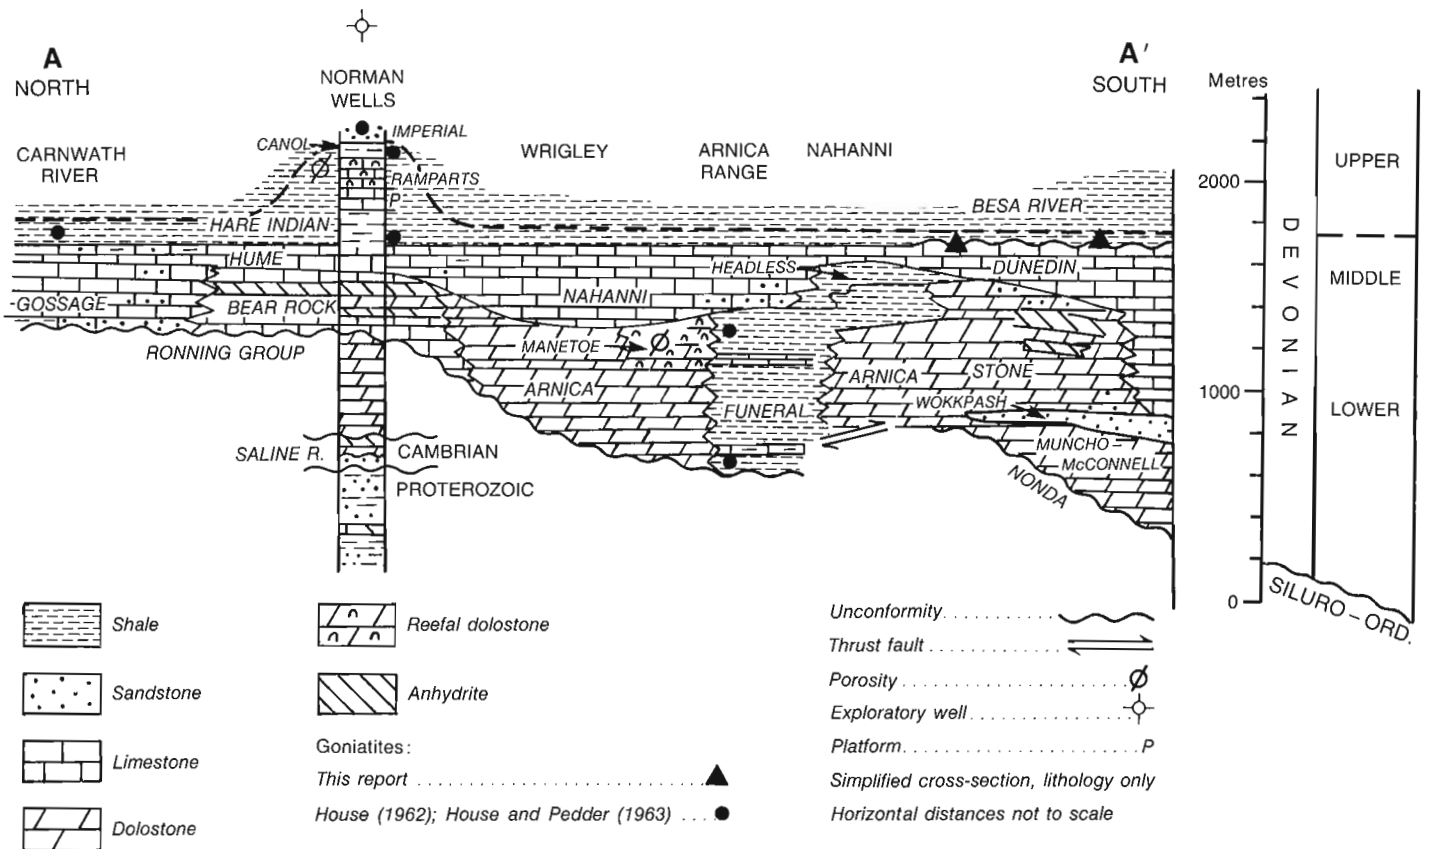 A
NORTH
A'
SOUTH
Metres
NORMAN
WELLS
CARNWATH
RIVER
CANOL
IMPERIAL
WRIGLEY
ARNICA
RANGE
NAHANNI
RAMPARTS
P
HARE INDIAN
BESA RIVER
HUME
HEADLESS
DUNEDIN
GOSSAGE
BEAR ROCK
NAHANNI
RONNING GROUP
MANETOE
ARNICA
ARNICA
STONE
WOKKPASH
FUNERAL
SALINE R.
CAMBRIAN
PROTEROZOIC
MUNCHO-
McCONNELL
NONDA
2000
1000
0
DEVONIAN
UPPER
MIDDLE
LOWER
SILURO-ORD.
Shale
Sandstone
Limestone
Dolostone
Reefal dolostone
Anhydrite
Goniatites:
This report
House (1962); House and Pedder (1963)
Unconformity
Thrust fault
Porosity
Exploratory well
Platform P
Simplified cross-section, lithology only
Horizontal distances not to scale